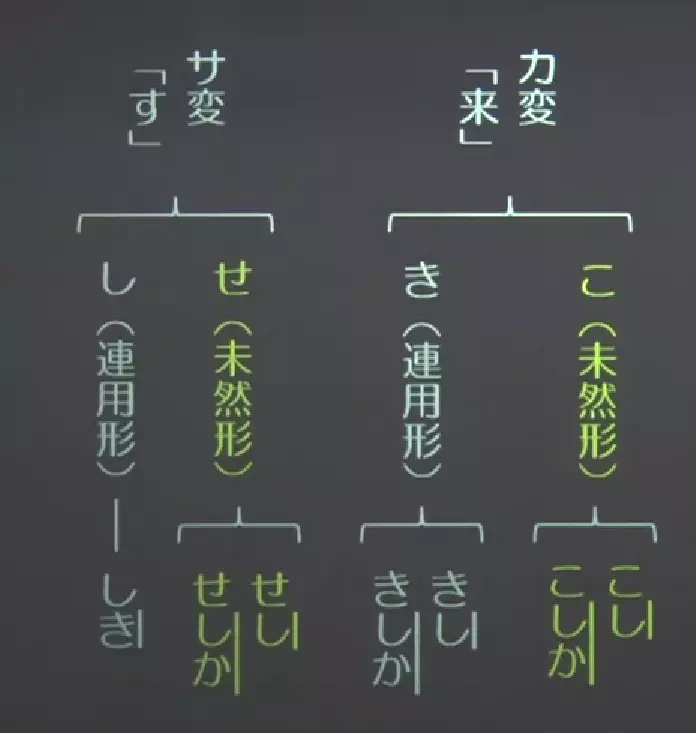 カ変
「来」
こ(未然形)
こし
こしか
き(連用形)
きし
きしか
サ変
「す」
せ(未然形)
せし
せしか
し(連用形)
しき